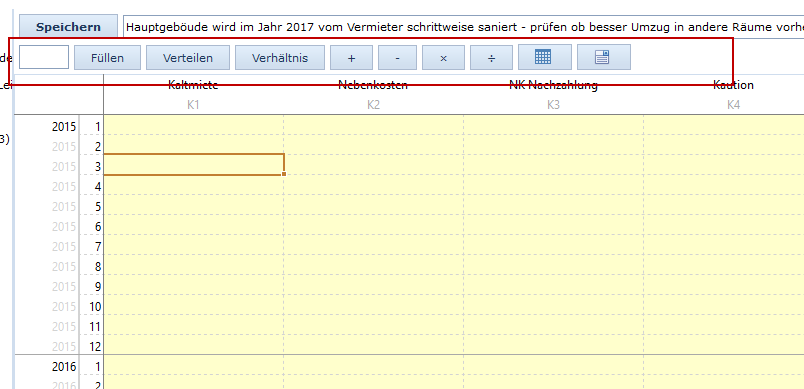 Speichern Hauptgebäude wird im Jahr 2017 vom Vermieter schrittweise saniert - prüfen ob besser Umzug in andere Räume vorhe
de Füllen Verteilen Verhältnis + - × ÷
Lei Kaltmiete Nebenkosten NK Nachzahlung Kaution
K1 K2 K3 K4
2015 1
3) 2015 2
2015 3
2015 4
2015 5
2015 6
2015 7
2015 8
2015 9
2015 10
2015 11
2015 12
2016 1
2016 2